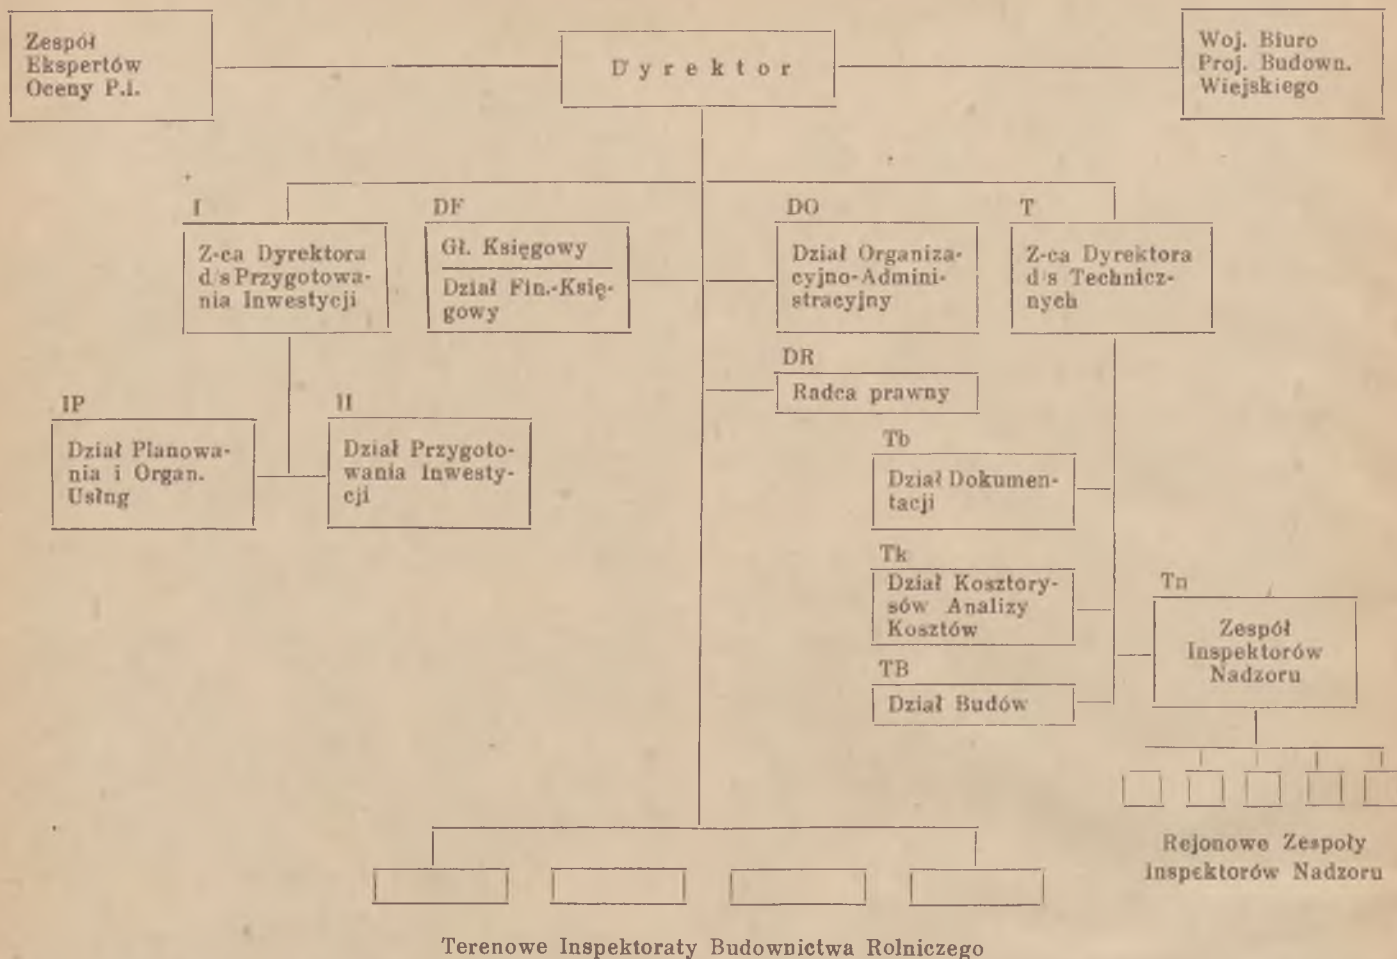 Zespół
Ekspertów
Oceny P.I.
Dyrektor
Woj. Biuro
Proj. Budown.
Wiejskiego
I
Z-ca Dyrektora
d/s Przygotowa-
nia Inwestycji
DF
Gł. Księgowy
Dział Fin.-Księ-
gowy
DO
Dział Organiza-
cyjno-Admini-
stracyjny
T
Z-ca Dyrektora
d/s Technicz-
nych
DR
Radca prawny
IP
Dział Planowa-
nia i Organ.
Usług
II
Dział Przygoto-
wania Inwesty-
cji
Tb
Dział Dokumen-
tacji
Tk
Dział Kosztory-
sów Analizy
Kosztów
TB
Dział Budów
Tn
Zespół
Inspektorów
Nadzoru
Rejonowe Zespoły
Inspektorów Nadzoru
Terenowe Inspektoraty Budownictwa Rolniczego